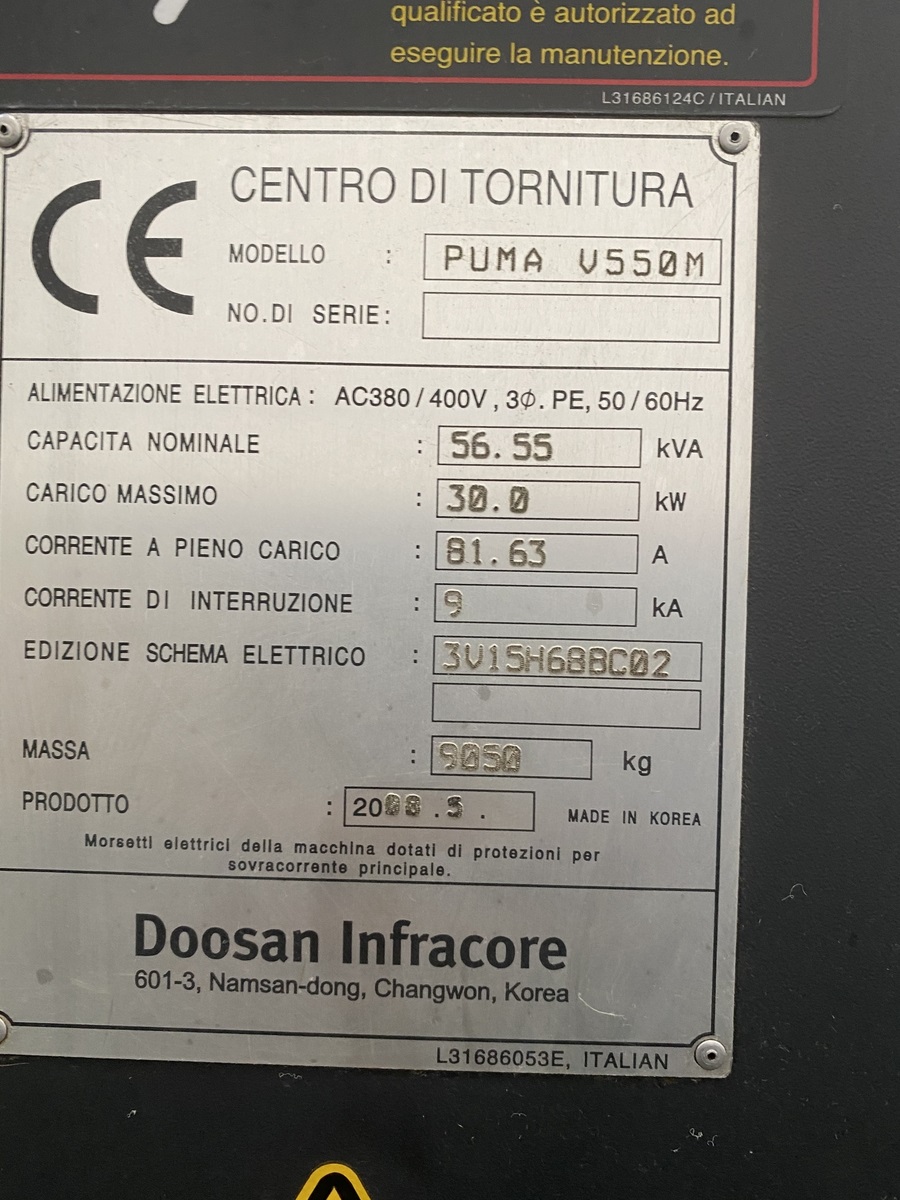 qualificato è autorizzato ad
eseguire la manutenzione.
L31686124C / ITALIAN
CE CENTRO DI TORNITURA
MODELLO : PUMA V550M
NO.DI SERIE:
ALIMENTAZIONE ELETTRICA : AC380 / 400V , 3Φ. PE, 50 / 60Hz
CAPACITA NOMINALE : 56.55 kVA
CARICO MASSIMO : 30.0 kW
CORRENTE A PIENO CARICO : 81.63 A
CORRENTE DI INTERRUZIONE : 9 kA
EDIZIONE SCHEMA ELETTRICO :
MASSA : 9050 kg
PRODOTTO : 2008 .5 . MADE IN KOREA
Morsetti elettrici della macchina dotati di protezioni per
sovracorrente principale.
Doosan Infracore
601-3, Namsan-dong, Changwon, Korea
L31686053E, ITALIAN